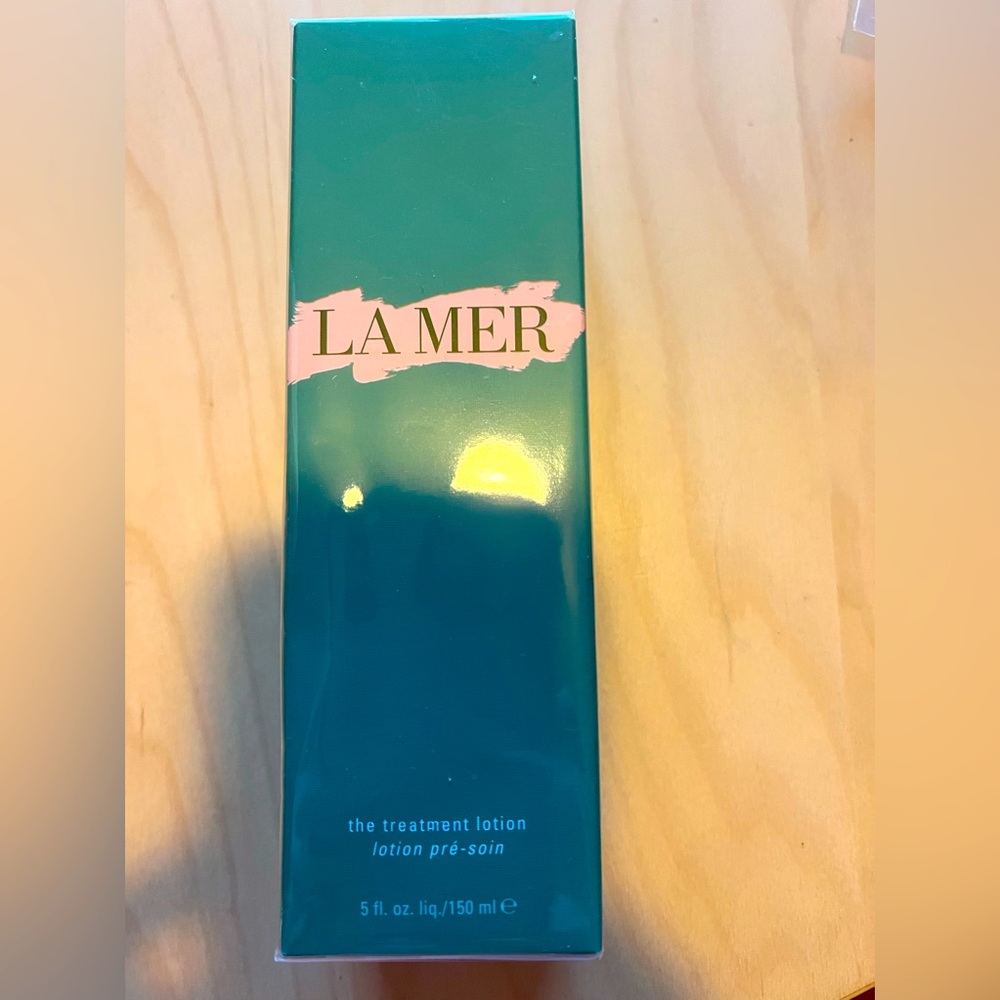 LA MER
the treatment lotion
lotion pré-soin
5 fl. oz. liq./150 ml ℮